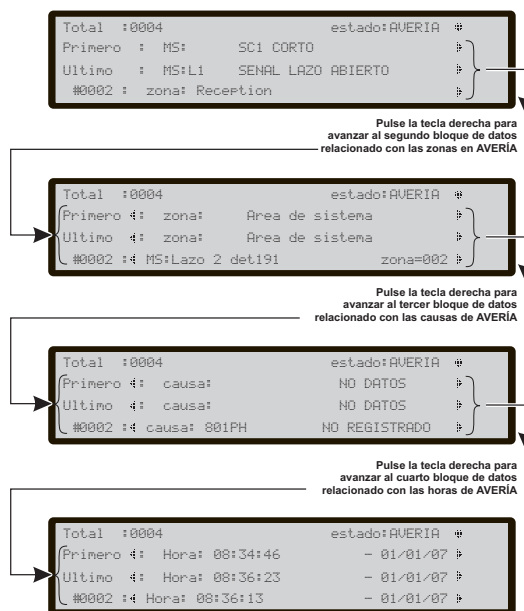 Total :0004 estado:AVERIA
Primero : MS: SC1 CORTO
Ultimo : MS:L1 SENAL LAZO ABIERTO
#0002 : zona: Reception
Pulse la tecla derecha para
avanzar al segundo bloque de datos
relacionado con las zonas en AVERÍA
Total :0004 estado:AVERIA
Primero : zona: Area de sistema
Ultimo : zona: Area de sistema
#0002 : MS:Lazo 2 det191 zona=002
Pulse la tecla derecha para
avanzar al tercer bloque de datos
relacionado con las causas de AVERÍA
Total :0004 estado:AVERIA
Primero : causa: NO DATOS
Ultimo : causa: NO DATOS
#0002 : causa: 801PH NO REGISTRADO
Pulse la tecla derecha para
avanzar al cuarto bloque de datos
relacionado con las horas de AVERÍA
Total :0004 estado:AVERIA
Primero : Hora: 08:34:46 - 01/01/07
Ultimo : Hora: 08:36:23 - 01/01/07
#0002 : Hora: 08:36:13 - 01/01/07